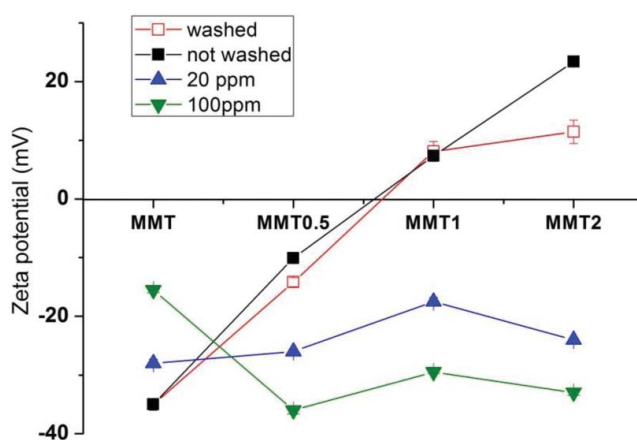 washed
not washed
20 ppm
100ppm
Zeta potential (mV)
20
0
-20
-40
MMT MMT0.5 MMT1 MMT2